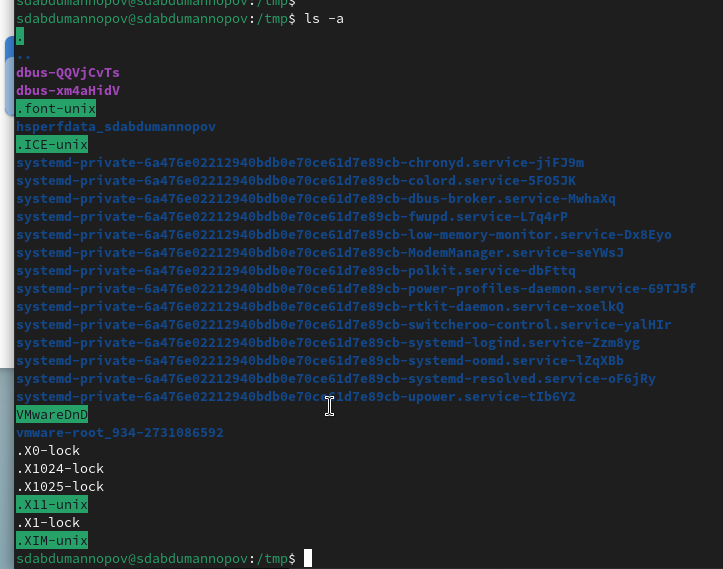 sdabdumannopov@sdabdumannopov:/tmp$
sdabdumannopov@sdabdumannopov:/tmp$ ls -a
.
..
dbus-QQVjCvTs
dbus-xm4aHidV
.font-unix
hsperfdata_sdabdumannopov
.ICE-unix
systemd-private-6a476e02212940bdb0e70ce61d7e89cb-chronyd.service-jiFJ9m
systemd-private-6a476e02212940bdb0e70ce61d7e89cb-colord.service-5FO5JK
systemd-private-6a476e02212940bdb0e70ce61d7e89cb-dbus-broker.service-MwhaXq
systemd-private-6a476e02212940bdb0e70ce61d7e89cb-fwupd.service-L7q4rP
systemd-private-6a476e02212940bdb0e70ce61d7e89cb-low-memory-monitor.service-Dx8Eyo
systemd-private-6a476e02212940bdb0e70ce61d7e89cb-ModemManager.service-seYWsJ
systemd-private-6a476e02212940bdb0e70ce61d7e89cb-polkit.service-dbFttq
systemd-private-6a476e02212940bdb0e70ce61d7e89cb-power-profiles-daemon.service-69TJ5f
systemd-private-6a476e02212940bdb0e70ce61d7e89cb-rtkit-daemon.service-xoelkQ
systemd-private-6a476e02212940bdb0e70ce61d7e89cb-switcheroo-control.service-yalHIr
systemd-private-6a476e02212940bdb0e70ce61d7e89cb-systemd-logind.service-Zzm8yg
systemd-private-6a476e02212940bdb0e70ce61d7e89cb-systemd-oomd.service-lZqXBb
systemd-private-6a476e02212940bdb0e70ce61d7e89cb-systemd-resolved.service-oF6jRy
systemd-private-6a476e02212940bdb0e70ce61d7e89cb-upower.service-tIb6Y2
VMwareDnD
vmware-root_934-2731086592
.X0-lock
.X1024-lock
.X1025-lock
.X11-unix
.X1-lock
.XIM-unix
sdabdumannopov@sdabdumannopov:/tmp$